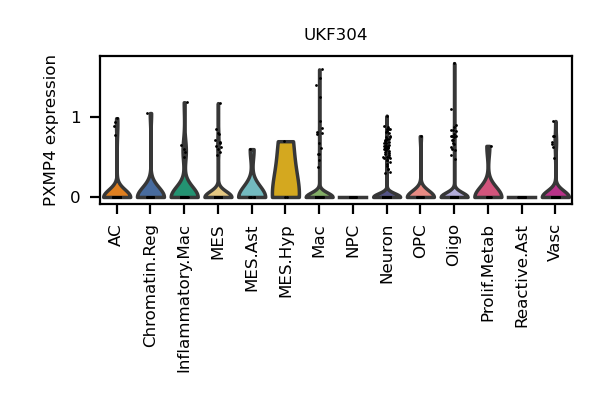 UKF304
PXMP4 expression
1
0
AC
Chromatin.Reg
Inflammatory.Mac
MES
MES.Ast
MES.Hyp
Mac
NPC
Neuron
OPC
Oligo
Prolif.Metab
Reactive.Ast
Vasc